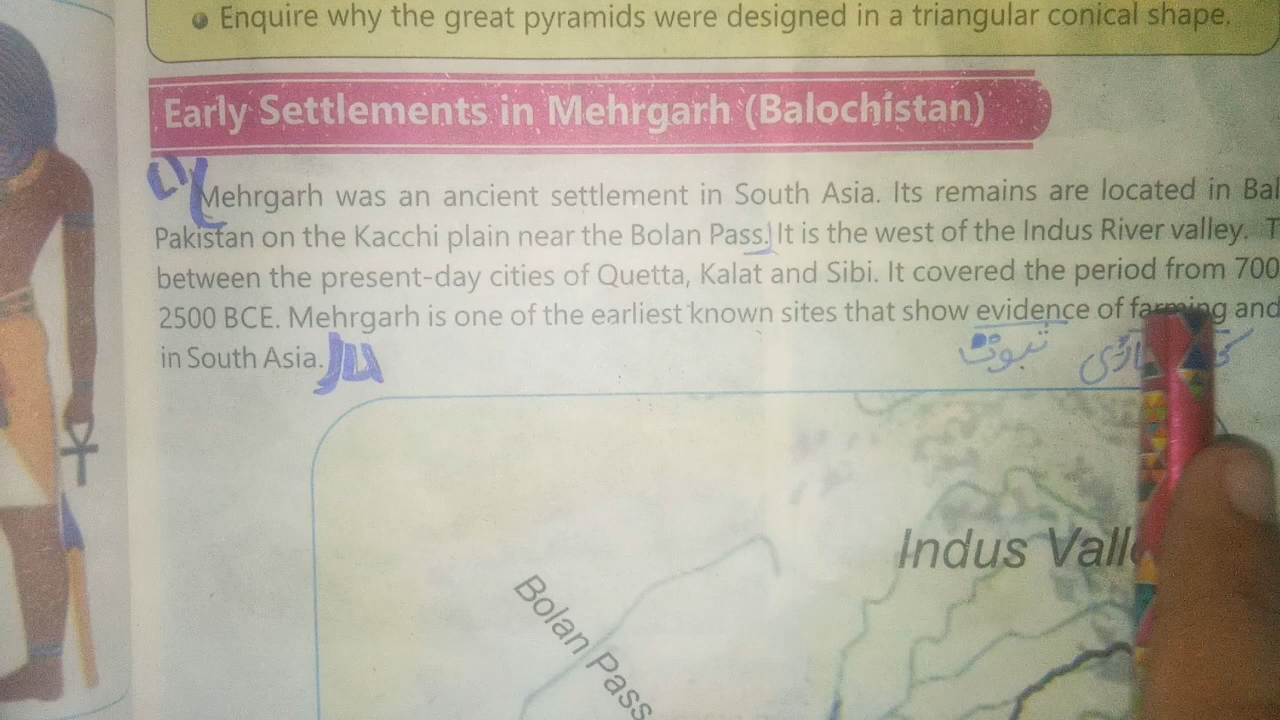 Enquire why the great pyramids were designed in a triangular conical shape.
Early Settlements in Mehrgarh (Balochistan)
Mehrgarh was an ancient settlement in South Asia. Its remains are located in Bal
Pakistan on the Kacchi plain near the Bolan Pass. It is the west of the Indus River valley. T
between the present-day cities of Quetta, Kalat and Sibi. It covered the period from 700
2500 BCE. Mehrgarh is one of the earliest known sites that show evidence of farming and
in South Asia.
ثبوت
Indus Vall
Bolan Pass